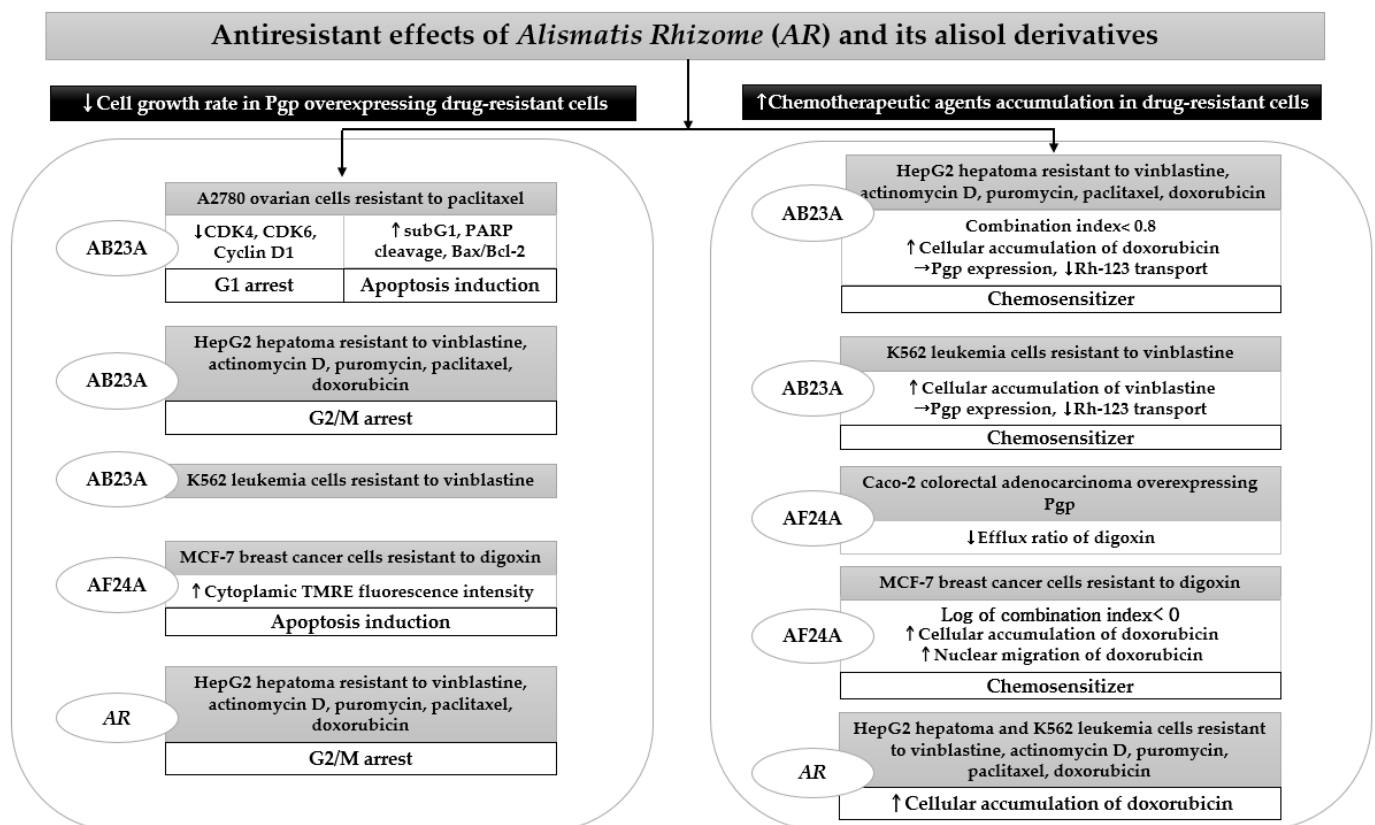 Antiresistant effects of Alismatis Rhizome (AR) and its alisol derivatives
↓Cell growth rate in Pgp overexpressing drug-resistant cells
A2780 ovarian cells resistant to paclitaxel
AB23A
↓CDK4, CDK6,
Cyclin D1
↑ subG1, PARP
cleavage, Bax/Bcl-2
G1 arrest
Apoptosis induction
HepG2 hepatoma resistant to vinblastine,
actinomycin D, puromycin, paclitaxel,
doxorubicin
AB23A
G2/M arrest
AB23A
K562 leukemia cells resistant to vinblastine
MCF-7 breast cancer cells resistant to digoxin
AF24A
↑ Cytoplamic TMRE fluorescence intensity
Apoptosis induction
HepG2 hepatoma resistant to vinblastine,
actinomycin D, puromycin, paclitaxel,
doxorubicin
AR
G2/M arrest
↑Chemotherapeutic agents accumulation in drug-resistant cells
HepG2 hepatoma resistant to vinblastine,
actinomycin D, puromycin, paclitaxel, doxorubicin
AB23A
Combination index< 0.8
↑ Cellular accumulation of doxorubicin
→Pgp expression, ↓Rh-123 transport
Chemosensitizer
K562 leukemia cells resistant to vinblastine
AB23A
↑ Cellular accumulation of vinblastine
→Pgp expression, ↓Rh-123 transport
Chemosensitizer
Caco-2 colorectal adenocarcinoma overexpressing
Pgp
AF24A
↓Efflux ratio of digoxin
MCF-7 breast cancer cells resistant to digoxin
AF24A
Log of combination index< 0
↑ Cellular accumulation of doxorubicin
↑ Nuclear migration of doxorubicin
Chemosensitizer
HepG2 hepatoma and K562 leukemia cells resistant
to vinblastine, actinomycin D, puromycin,
paclitaxel, doxorubicin
AR
↑ Cellular accumulation of doxorubicin